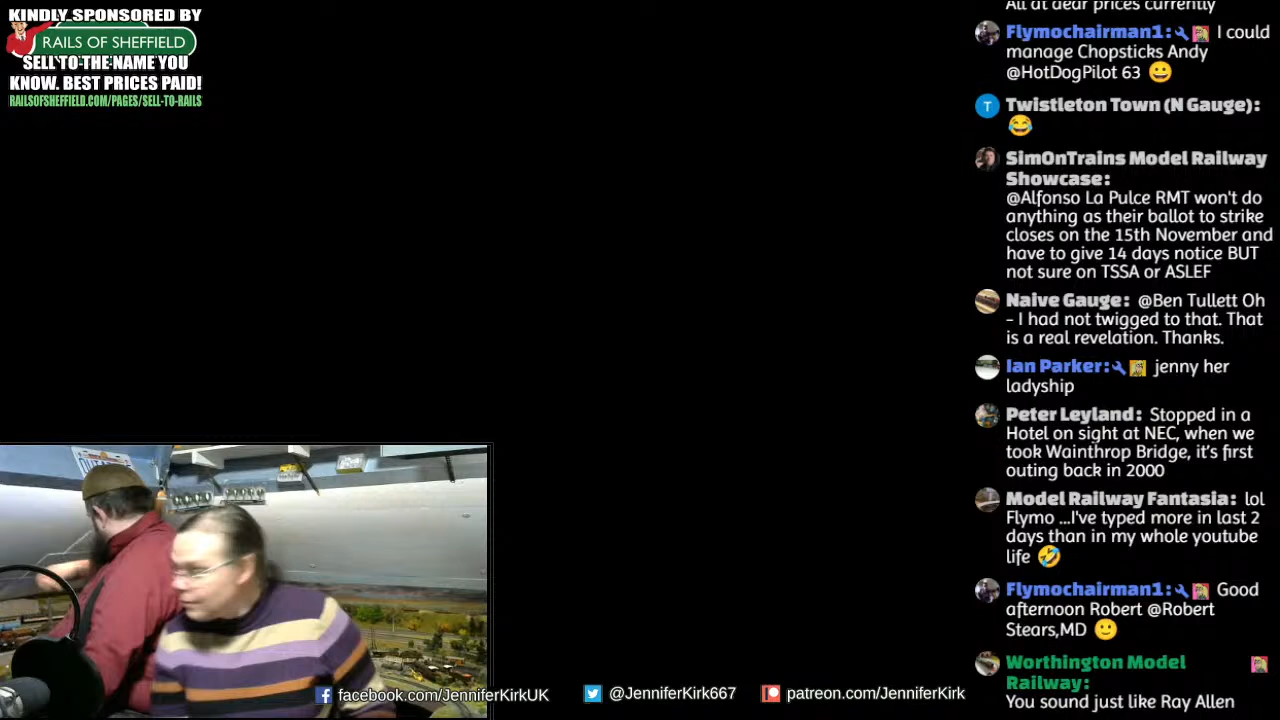 KINDLY SPONSORED BY
RAILS OF SHEFFIELD
SELL TO THE NAME YOU
KNOW. BEST PRICES PAID!
RAILSOFSHEFFIELD.COM/PAGES/SELL-TO-RAILS
All at dear prices currently
Flymochairman1: I could
manage Chopsticks Andy
@HotDogPilot 63 😀
Twistleton Town (N Gauge):
😂
SimOnTrains Model Railway
Showcase:
@Alfonso La Pulce RMT won't do
anything as their ballot to strike
closes on the 15th November and
have to give 14 days notice BUT
not sure on TSSA or ASLEF
Naive Gauge: @Ben Tullett Oh
- I had not twigged to that. That
is a real revelation. Thanks.
Ian Parker: jenny her
ladyship
Peter Leyland: Stopped in a
Hotel on sight at NEC, when we
took Wainthrop Bridge, it's first
outing back in 2000
Model Railway Fantasia: lol
Flymo ...I've typed more in last 2
days than in my whole youtube
life 🤣
Flymochairman1: Good
afternoon Robert @Robert
Stears,MD 🙂
Worthington Model
Railway:
You sound just like Ray Allen
facebook.com/JenniferKirkUK
@JenniferKirk667
patreon.com/JenniferKirk